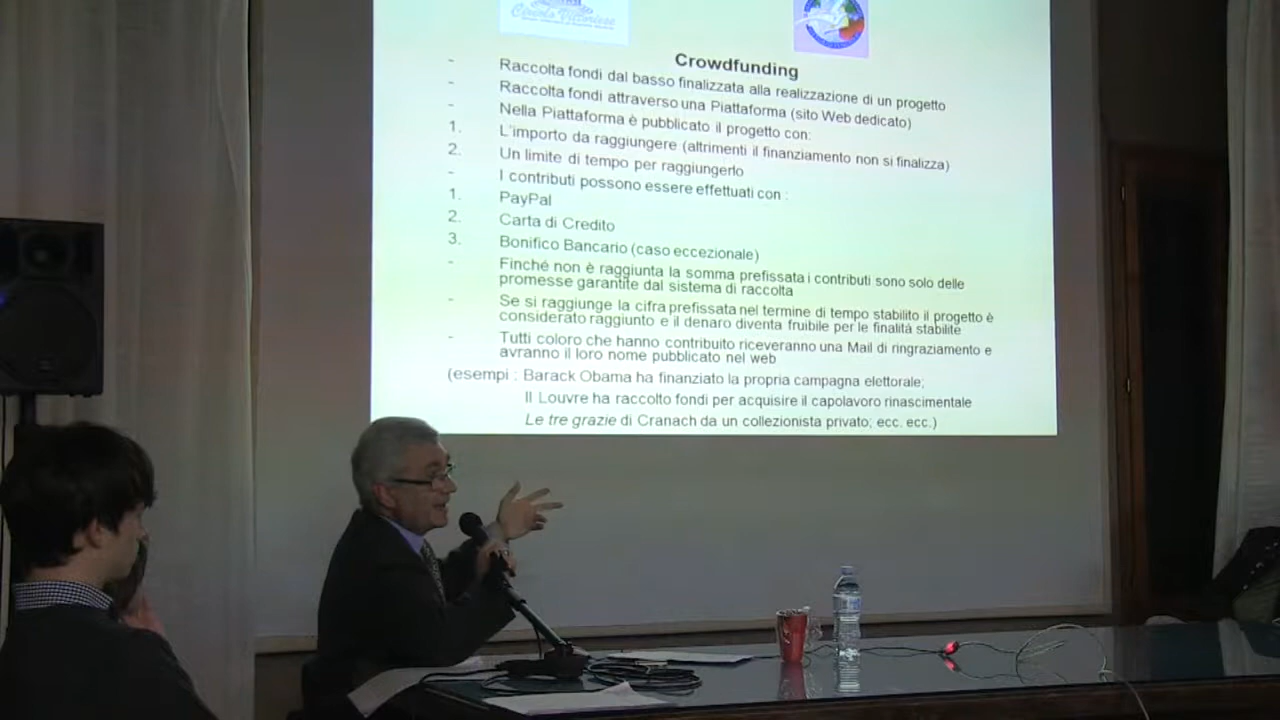 Circolo Vittoriese
Crowdfunding
- Raccolta fondi dal basso finalizzata alla realizzazione di un progetto
- Raccolta fondi attraverso una Piattaforma (sito Web dedicato)
- Nella Piattaforma è pubblicato il progetto con:
1. L'importo da raggiungere (altrimenti il finanziamento non si finalizza)
2. Un limite di tempo per raggiungerlo
- I contributi possono essere effettuati con :
1. PayPal
2. Carta di Credito
3. Bonifico Bancario (caso eccezionale)
- Finché non è raggiunta la somma prefissata i contributi sono solo delle
promesse garantite dal sistema di raccolta
- Se si raggiunge la cifra prefissata nel termine di tempo stabilito il progetto è
considerato raggiunto e il denaro diventa fruibile per le finalità stabilite
- Tutti coloro che hanno contribuito riceveranno una Mail di ringraziamento e
avranno il loro nome pubblicato nel web
(esempi : Barack Obama ha finanziato la propria campagna elettorale;
Il Louvre ha raccolto fondi per acquisire il capolavoro rinascimentale
Le tre grazie di Cranach da un collezionista privato; ecc. ecc.)